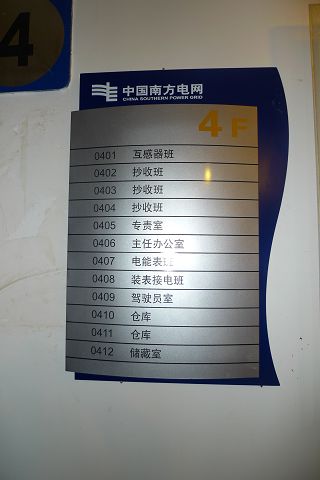 4
中国南方电网
CHINA SOUTHERN POWER GRID
4F
0401 互感器班
0402 抄收班
0403 抄收班
0404 抄收班
0405 专责室
0406 主任办公室
0407 电能表班
0408 装表接电班
0409 驾驶员室
0410 仓库
0411 仓库
0412 储藏室